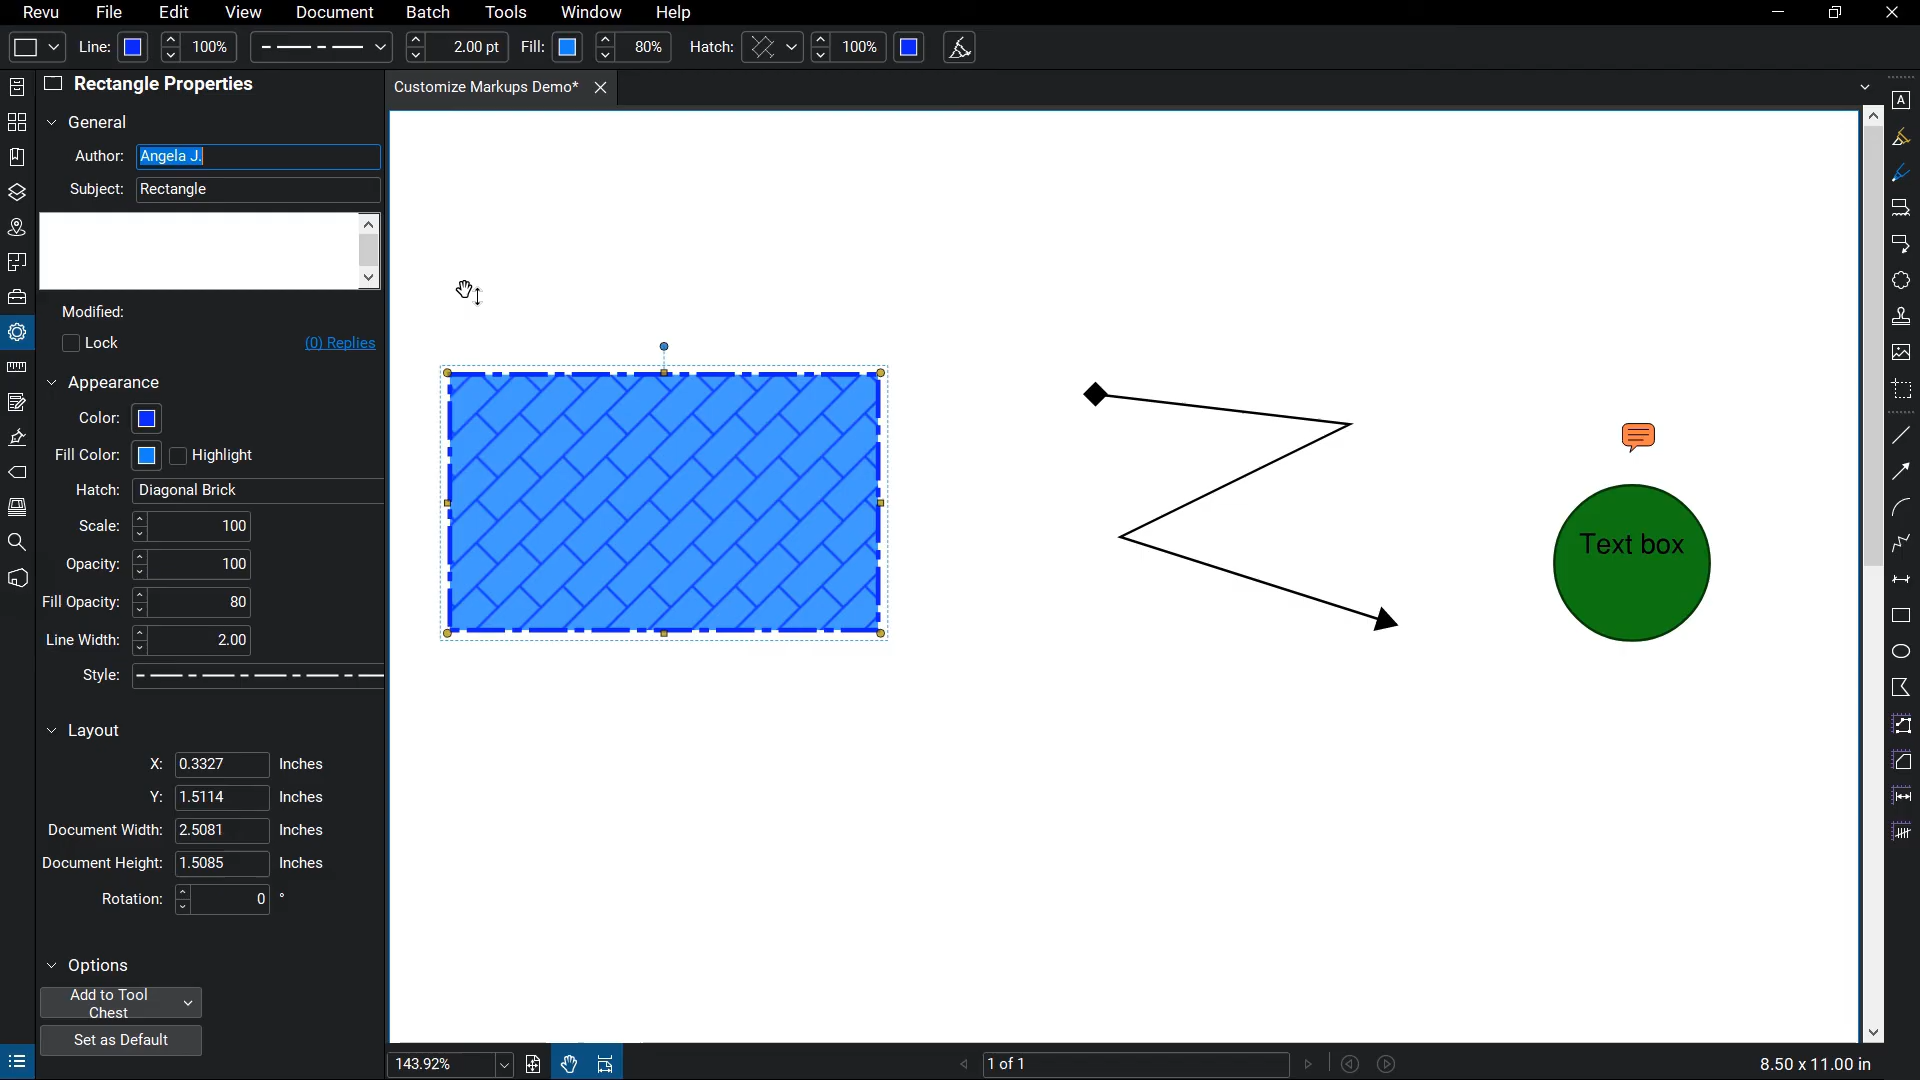 Revu File Edit View Document Batch Tools Window Help
Line: 100% 2.00 pt Fill: 80% Hatch: 100%
Rectangle Properties
Customize Markups Demo*
General
Author: Angela J.
Subject: Rectangle
Modified:
Lock (0) Replies
Appearance
Color:
Fill Color: Highlight
Hatch: Diagonal Brick
Scale: 100
Opacity: 100
Fill Opacity: 80
Line Width: 2.00
Style:
Layout
X: 0.3327 Inches
Y: 1.5114 Inches
Document Width: 2.5081 Inches
Document Height: 1.5085 Inches
Rotation: 0 °
Options
Add to Tool
Chest
Set as Default
Text box
A
143.92% 1 of 1 8.50 x 11.00 in